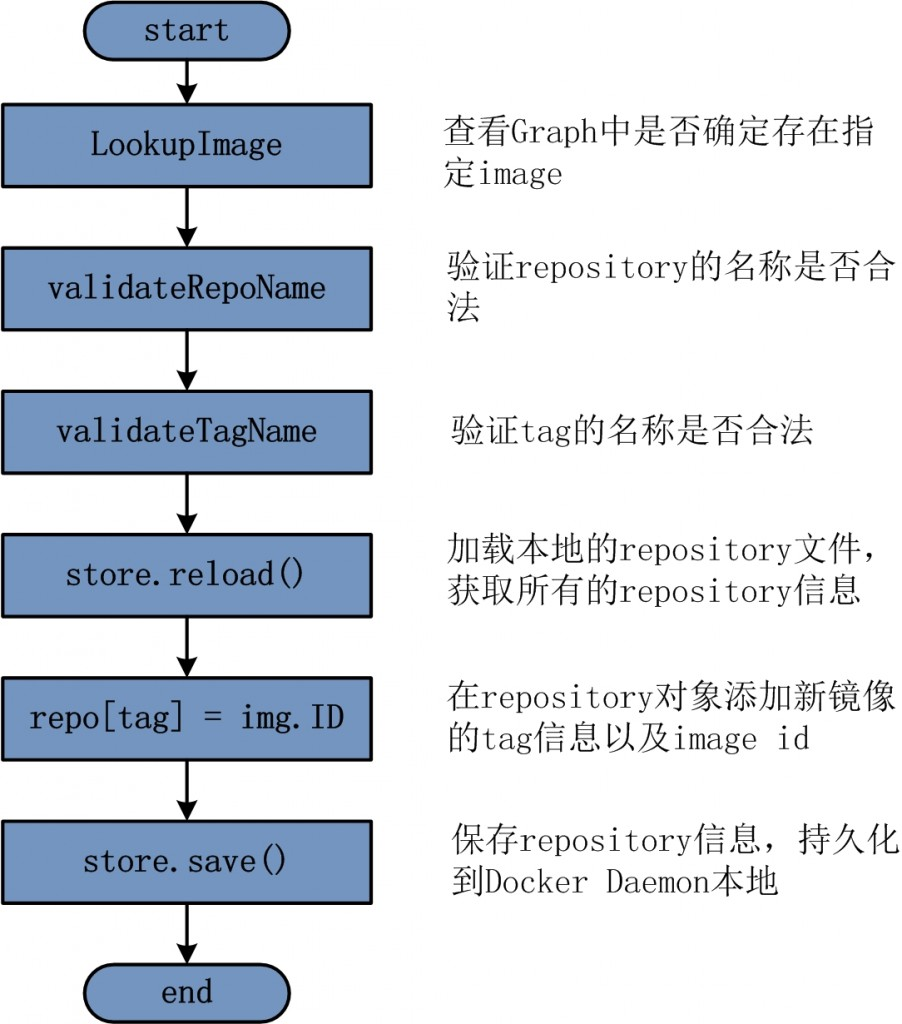 start
LookupImage
查看Graph中是否确定存在指
定image
validateRepoName
验证repository的名称是否合
法
validateTagName
验证tag的名称是否合法
store.reload()
加载本地的repository文件，
获取所有的repository信息
repo[tag] = img.ID
在repository对象添加新镜像
的tag信息以及image id
store.save()
保存repository信息，持久化
到Docker Daemon本地
end